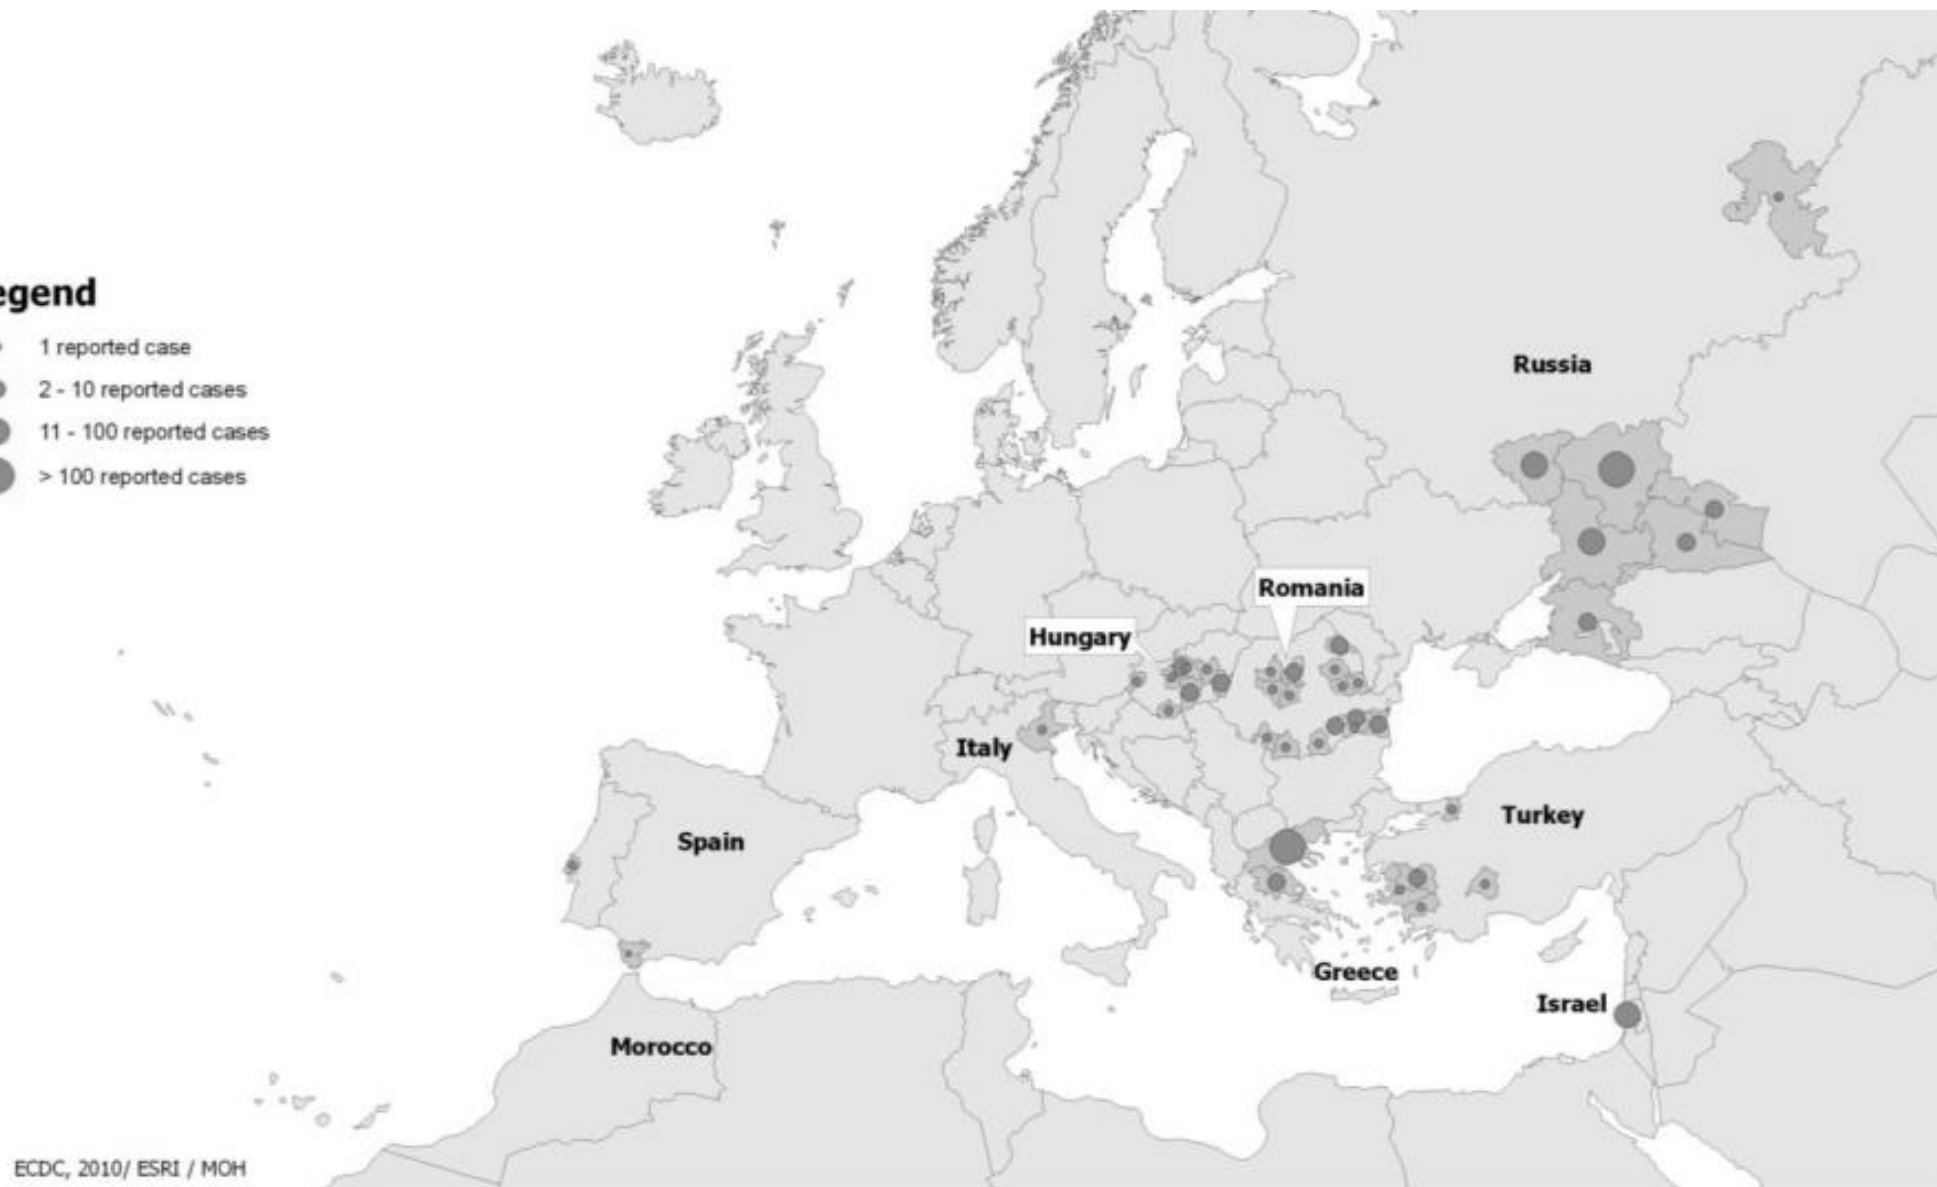 egend
1 reported case
2 - 10 reported cases
11 - 100 reported cases
> 100 reported cases
Russia
Romania
Hungary
Italy
Spain
Turkey
Greece
Israel
Morocco
ECDC, 2010/ ESRI / MOH